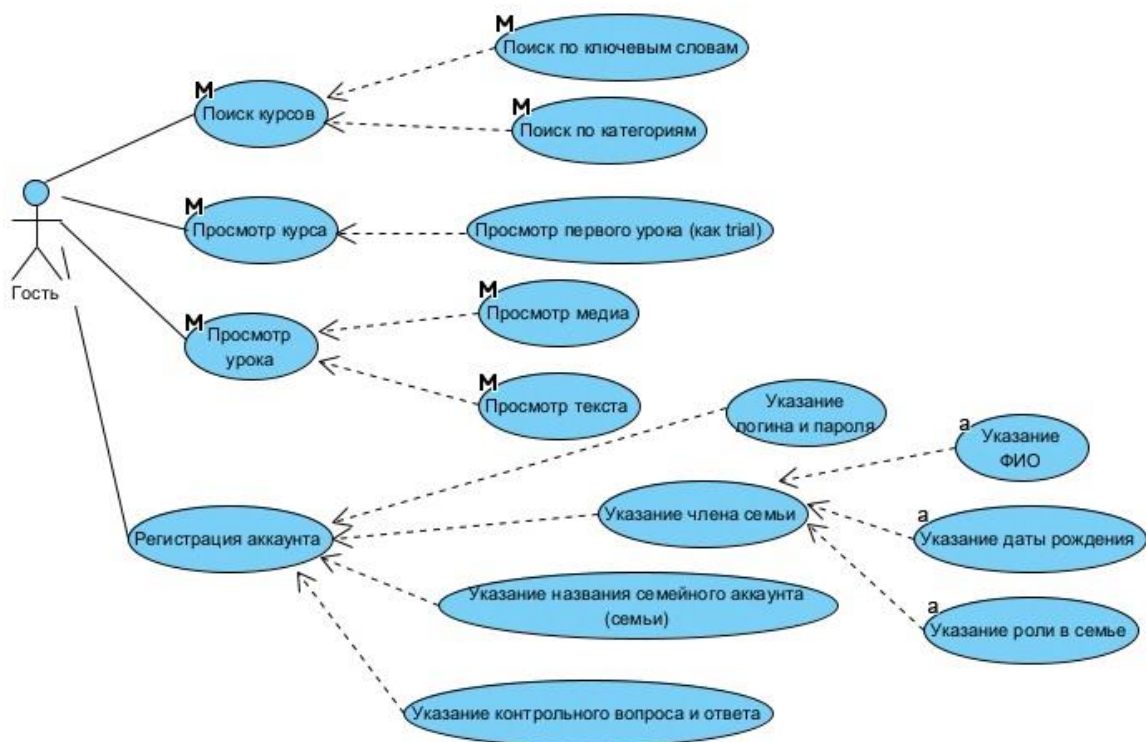 M
Поиск по ключевым словам
M
Поиск курсов
M
Поиск по категориям
M
Просмотр курса
Просмотр первого урока (как trial)
Гость
M
Просмотр медиа
M
Просмотр
урока
M
Просмотр текста
Указание
логина и пароля
a
Указание
ФИО
Регистрация аккаунта
Указание члена семьи
a
Указание даты рождения
Указание названия семейного аккаунта
(семьи)
a
Указание роли в семье
Указание контрольного вопроса и ответа